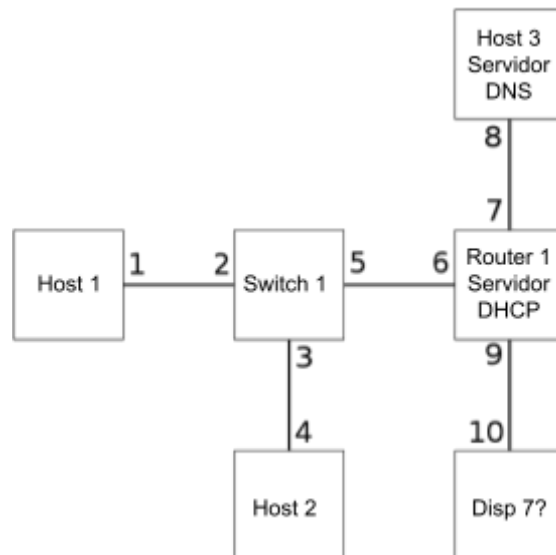 Host 3
Servidor
DNS
8
7
Host 1
1
2
Switch 1
5
6
Router 1
Servidor
DHCP
3
9
4
10
Host 2
Disp 7?